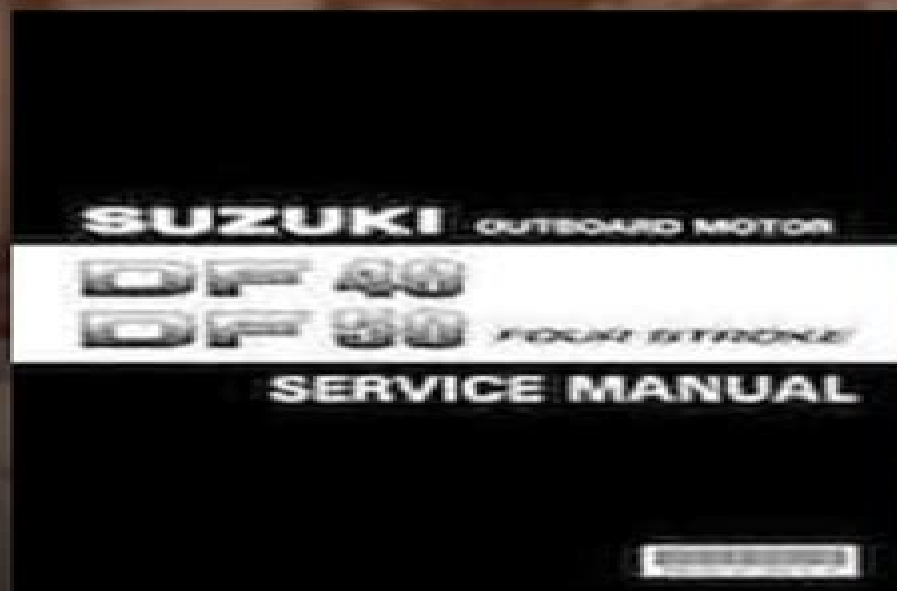 SUZUKI OUTBOARD MOTOR
DF 40
DF 50 FOUR STROKE
SERVICE MANUAL